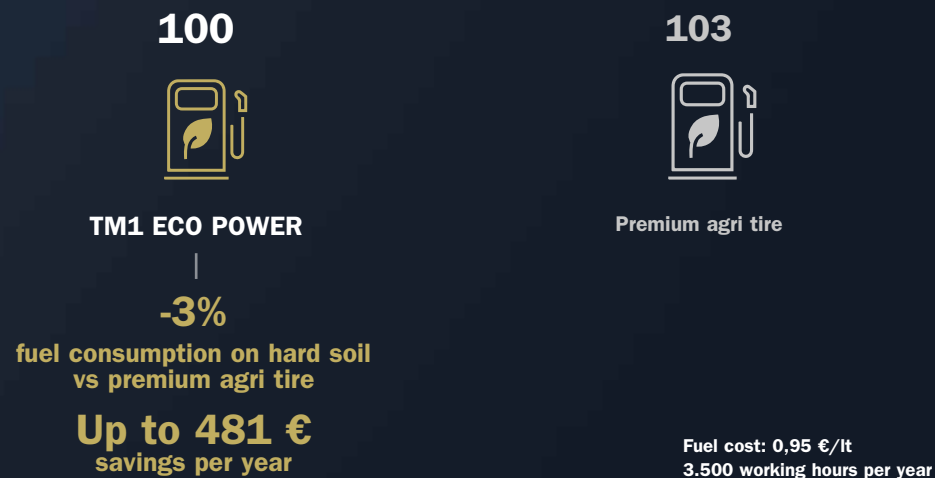 100
103
TM1 ECO POWER
Premium agri tire
-3%
fuel consumption on hard soil
vs premium agri tire
Up to 481 €
savings per year
Fuel cost: 0,95 €/lt
3.500 working hours per year